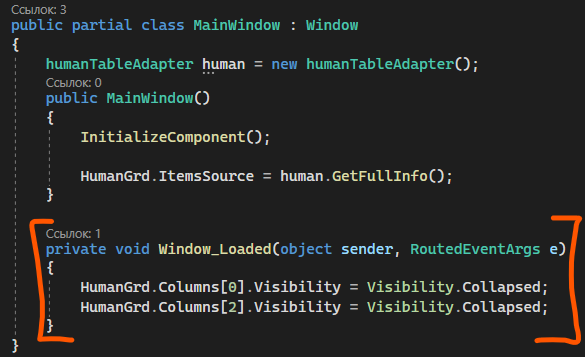 Ссылок: 3
public partial class MainWindow : Window
{
humanTableAdapter human = new humanTableAdapter();
Ссылок: 0
public MainWindow()
{
InitializeComponent();
HumanGrd.ItemsSource = human.GetFullInfo();
}
Ссылок: 1
private void Window_Loaded(object sender, RoutedEventArgs e)
{
HumanGrd.Columns[0].Visibility = Visibility.Collapsed;
HumanGrd.Columns[2].Visibility = Visibility.Collapsed;
}
}